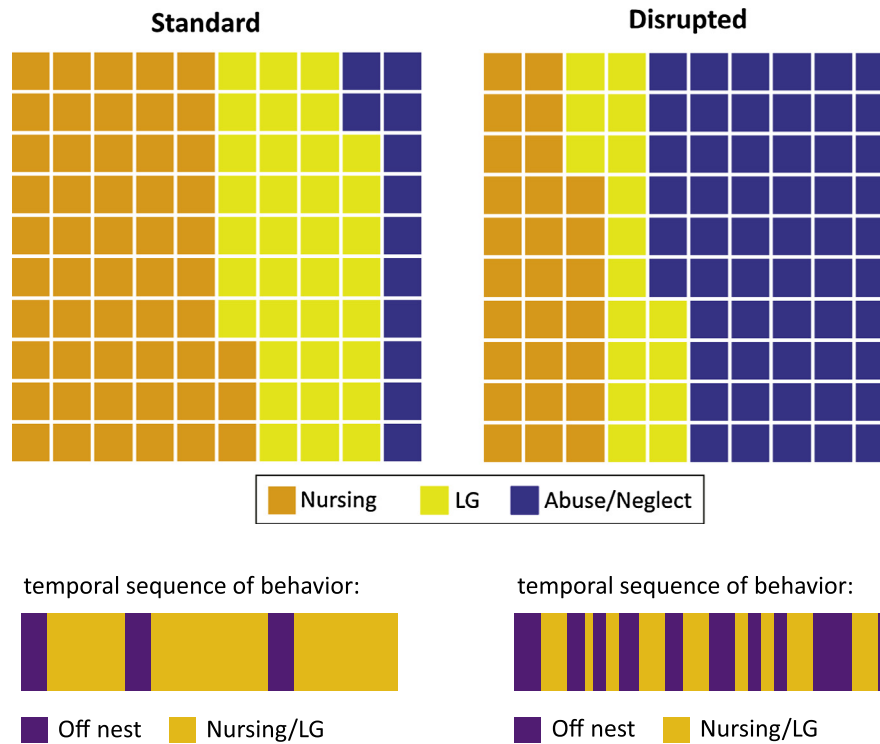 Standard
Disrupted
Nursing LG Abuse/Neglect
temporal sequence of behavior:
temporal sequence of behavior:
Off nest Nursing/LG
Off nest Nursing/LG